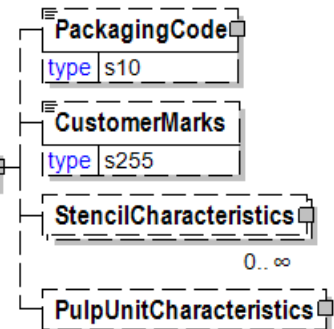 PackagingCode
type s10
CustomerMarks
type s255
StencilCharacteristics
0.. ∞
PulpUnitCharacteristics